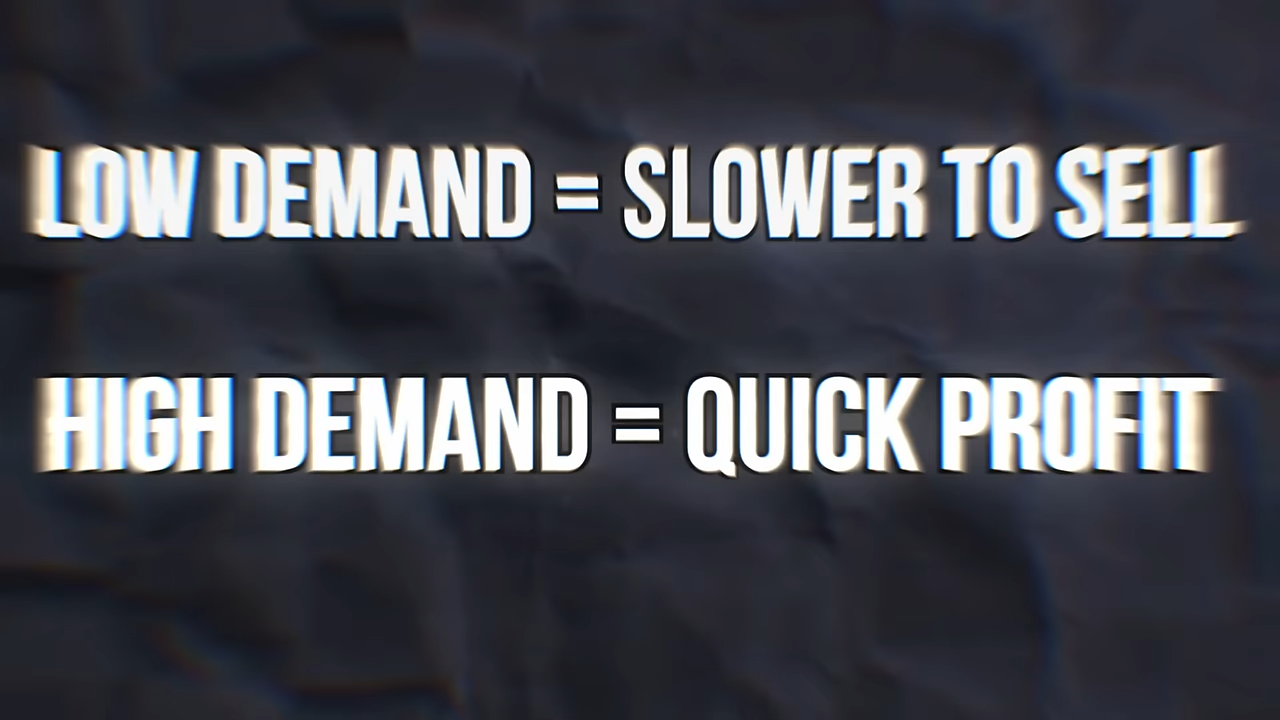 LOW DEMAND = SLOWER TO SELL
HIGH DEMAND = QUICK PROFIT